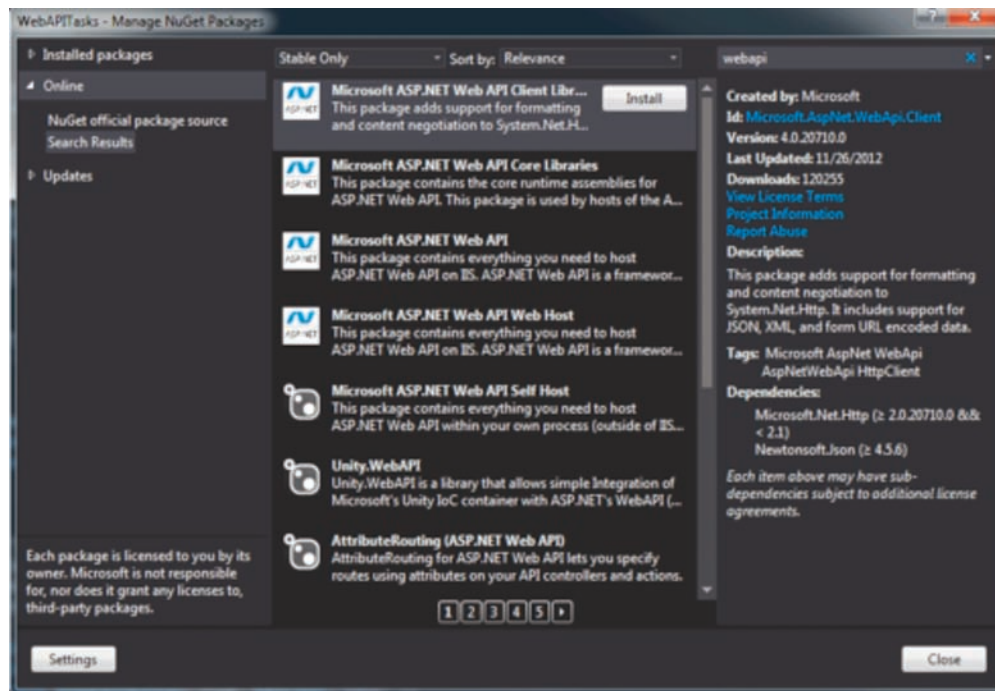 WebAPITasks - Manage NuGet Packages
Installed packages
Online
NuGet official package source
Search Results
Updates
Each package is licensed to you by its
owner. Microsoft is not responsible
for, nor does it grant any licenses to,
third-party packages.
Settings
Stable Only
Sort by: Relevance
Microsoft ASP.NET Web API Client Libr...
This package adds support for formatting
and content negotiation to System.Net.H...
Install
ASP.NET
Microsoft ASP.NET Web API Core Libraries
This package contains the core runtime assemblies for
ASP.NET Web API. This package is used by hosts of the A...
ASP.NET
Microsoft ASP.NET Web API
This package contains everything you need to host
ASP.NET Web API on IIS. ASP.NET Web API is a framewor...
ASP.NET
Microsoft ASP.NET Web API Web Host
This package contains everything you need to host
ASP.NET Web API on IIS. ASP.NET Web API is a framewor...
ASP.NET
Microsoft ASP.NET Web API Self Host
This package contains everything you need to host
ASP.NET Web API within your own process (outside of IIS...
Unity.WebAPI
Unity.WebAPI is a library that allows simple Integration of
Microsoft's Unity IoC container with ASP.NET's WebAPI (...
AttributeRouting (ASP.NET Web API)
AttributeRouting for ASP.NET Web API lets you specify
routes using attributes on your API controllers and actions.
1 2 3 4 5
webapi
Created by: Microsoft
Id: Microsoft.AspNet.WebApi.Client
Version: 4.0.20710.0
Last Updated: 11/26/2012
Downloads: 120255
View License Terms
Project Information
Report Abuse
Description:
This package adds support for formatting
and content negotiation to
System.Net.Http. It includes support for
JSON, XML, and form URL encoded data.
Tags: Microsoft AspNet WebApi
AspNetWebApi HttpClient
Dependencies:
Microsoft.Net.Http (≥ 2.0.20710.0 &&
< 2.1)
Newtonsoft.Json (≥ 4.5.6)
Each item above may have sub-
dependencies subject to additional license
agreements.
Close